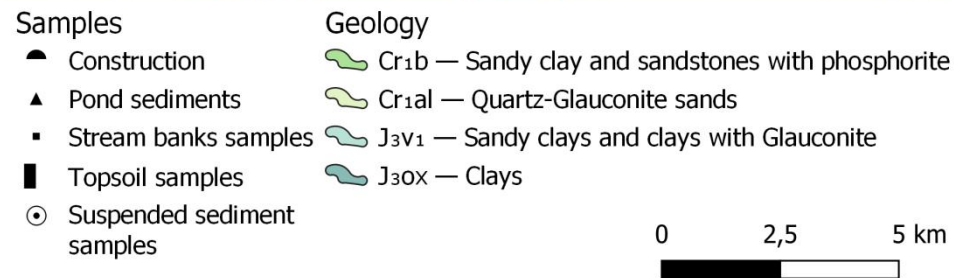 Samples
Construction
Pond sediments
Stream banks samples
Topsoil samples
Suspended sediment
samples
Geology
Cr₁b — Sandy clay and sandstones with phosphorite
Cr₁al — Quartz-Glauconite sands
J₃v₁ — Sandy clays and clays with Glauconite
J₃ox — Clays
0 2,5 5 km